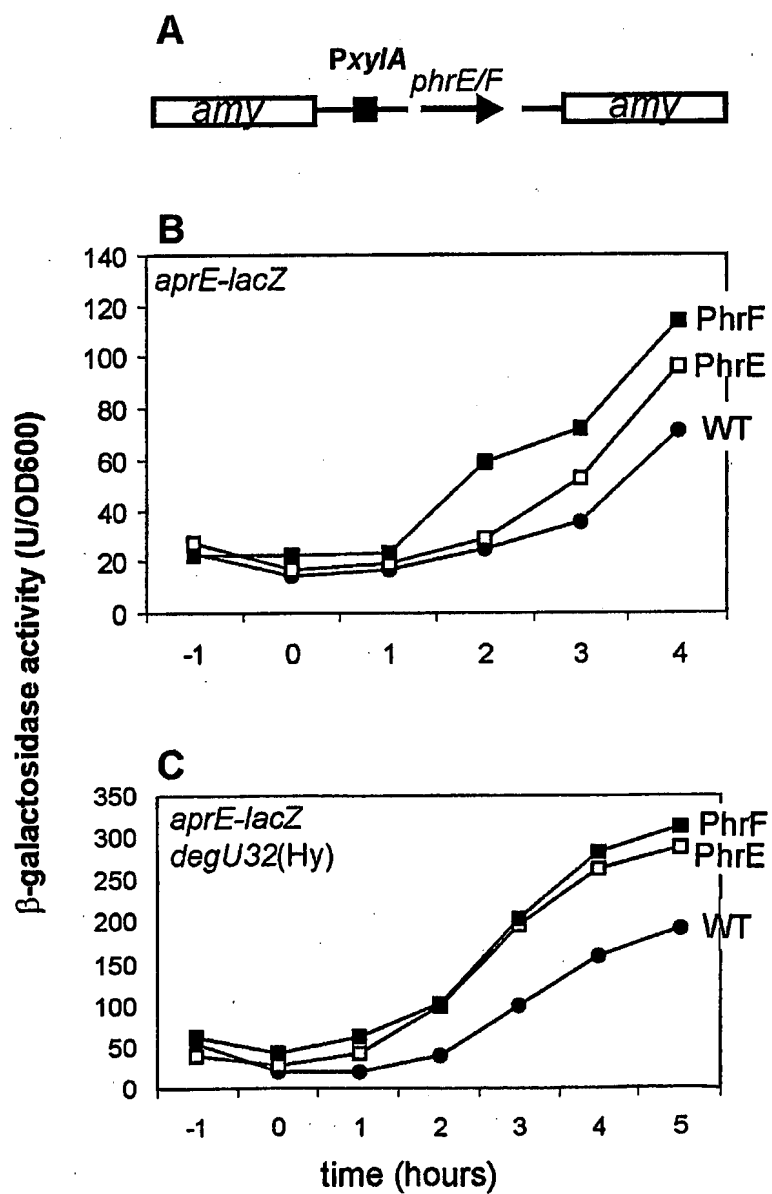 A
PxylA
phrE/F
amy
amy
B
140
120
100
80
60
40
20
0
aprE-lacZ
PhrF
PhrE
WT
-1 0 1 2 3 4
β-galactosidase activity (U/OD600)
C
350
300
250
200
150
100
50
0
aprE-lacZ
degU32(Hy)
PhrF
PhrE
WT
-1 0 1 2 3 4 5
time (hours)